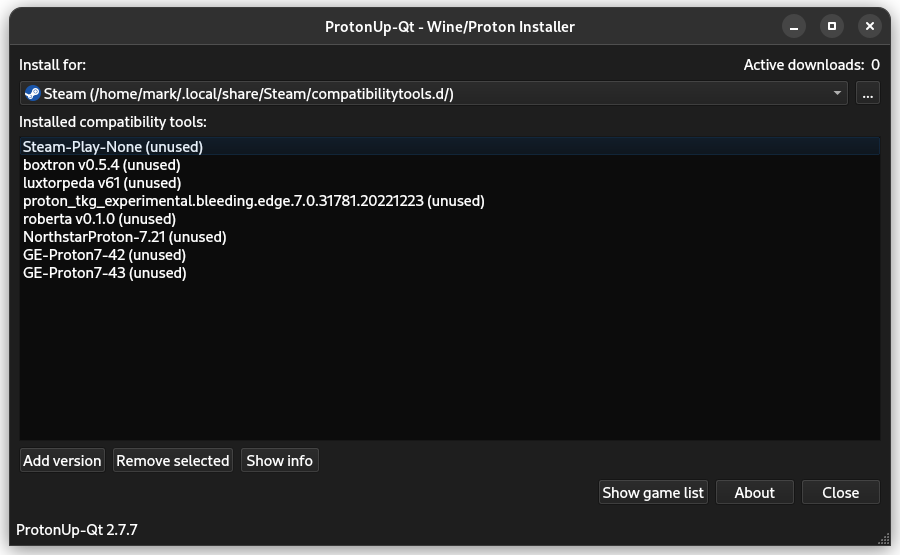 ProtonUp-Qt - Wine/Proton Installer
Install for: Active downloads: 0
Steam (/home/mark/.local/share/Steam/compatibilitytools.d/) ...
Installed compatibility tools:
Steam-Play-None (unused)
boxtron v0.5.4 (unused)
luxtorpeda v61 (unused)
proton_tkg_experimental.bleeding.edge.7.0.31781.20221223 (unused)
roberta v0.1.0 (unused)
NorthstarProton-7.21 (unused)
GE-Proton7-42 (unused)
GE-Proton7-43 (unused)
Add version Remove selected Show info
Show game list About Close
ProtonUp-Qt 2.7.7